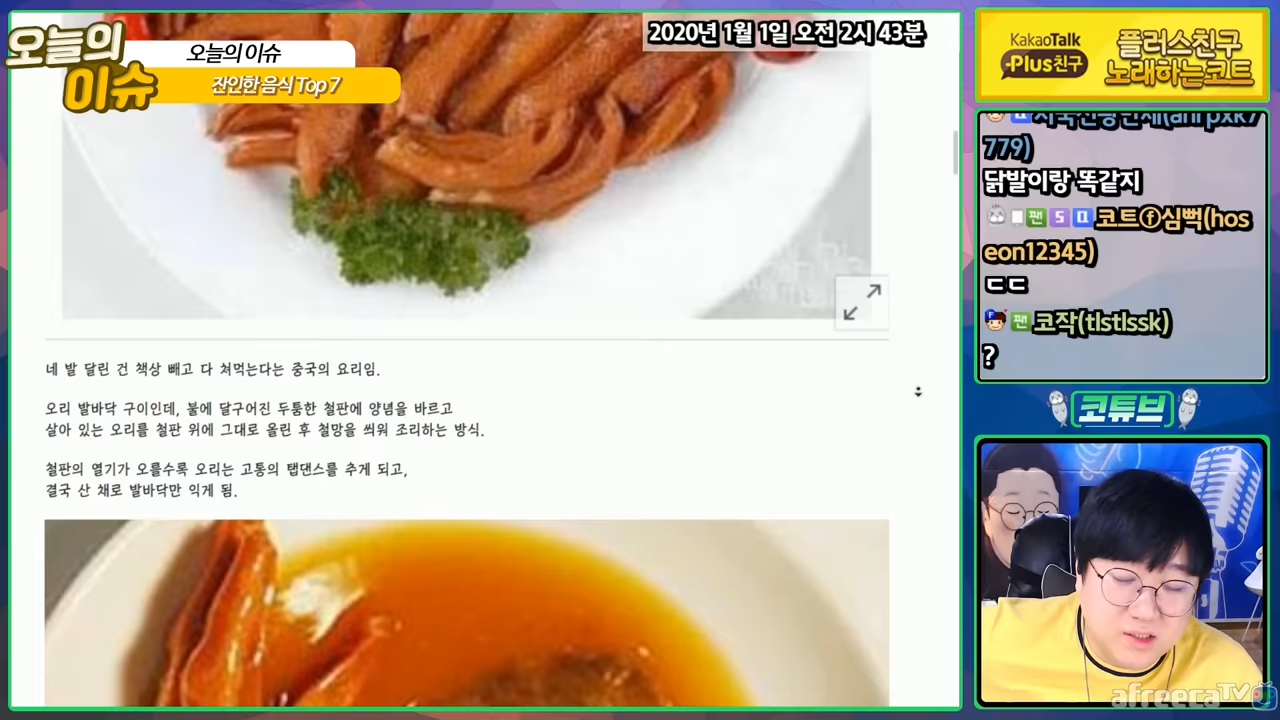 오늘의
이슈
오늘의 이슈
잔인한 음식 Top 7
2020년 1월 1일 오전 2시 43분
네 발 달린 건 책상 빼고 다 쳐먹는다는 중국의 요리임.
오리 발바닥 구이인데, 불에 달구어진 두툼한 철판에 양념을 바르고
살아 있는 오리를 철판 위에 그대로 올린 후 철망을 씌워 조리하는 방식.
철판의 열기가 오를수록 오리는 고통의 탭댄스를 추게 되고,
결국 산 채로 발바닥만 익게 됨.
KakaoTalk
Plus친구
플러스친구
노래하는코트
779)
닭발이랑 똑같지
팬 S 코트ⓕ심뻑(hos
eon12345)
ㄷㄷ
팬 코작(tlstlssk)
?
코튜브
afreecaTV